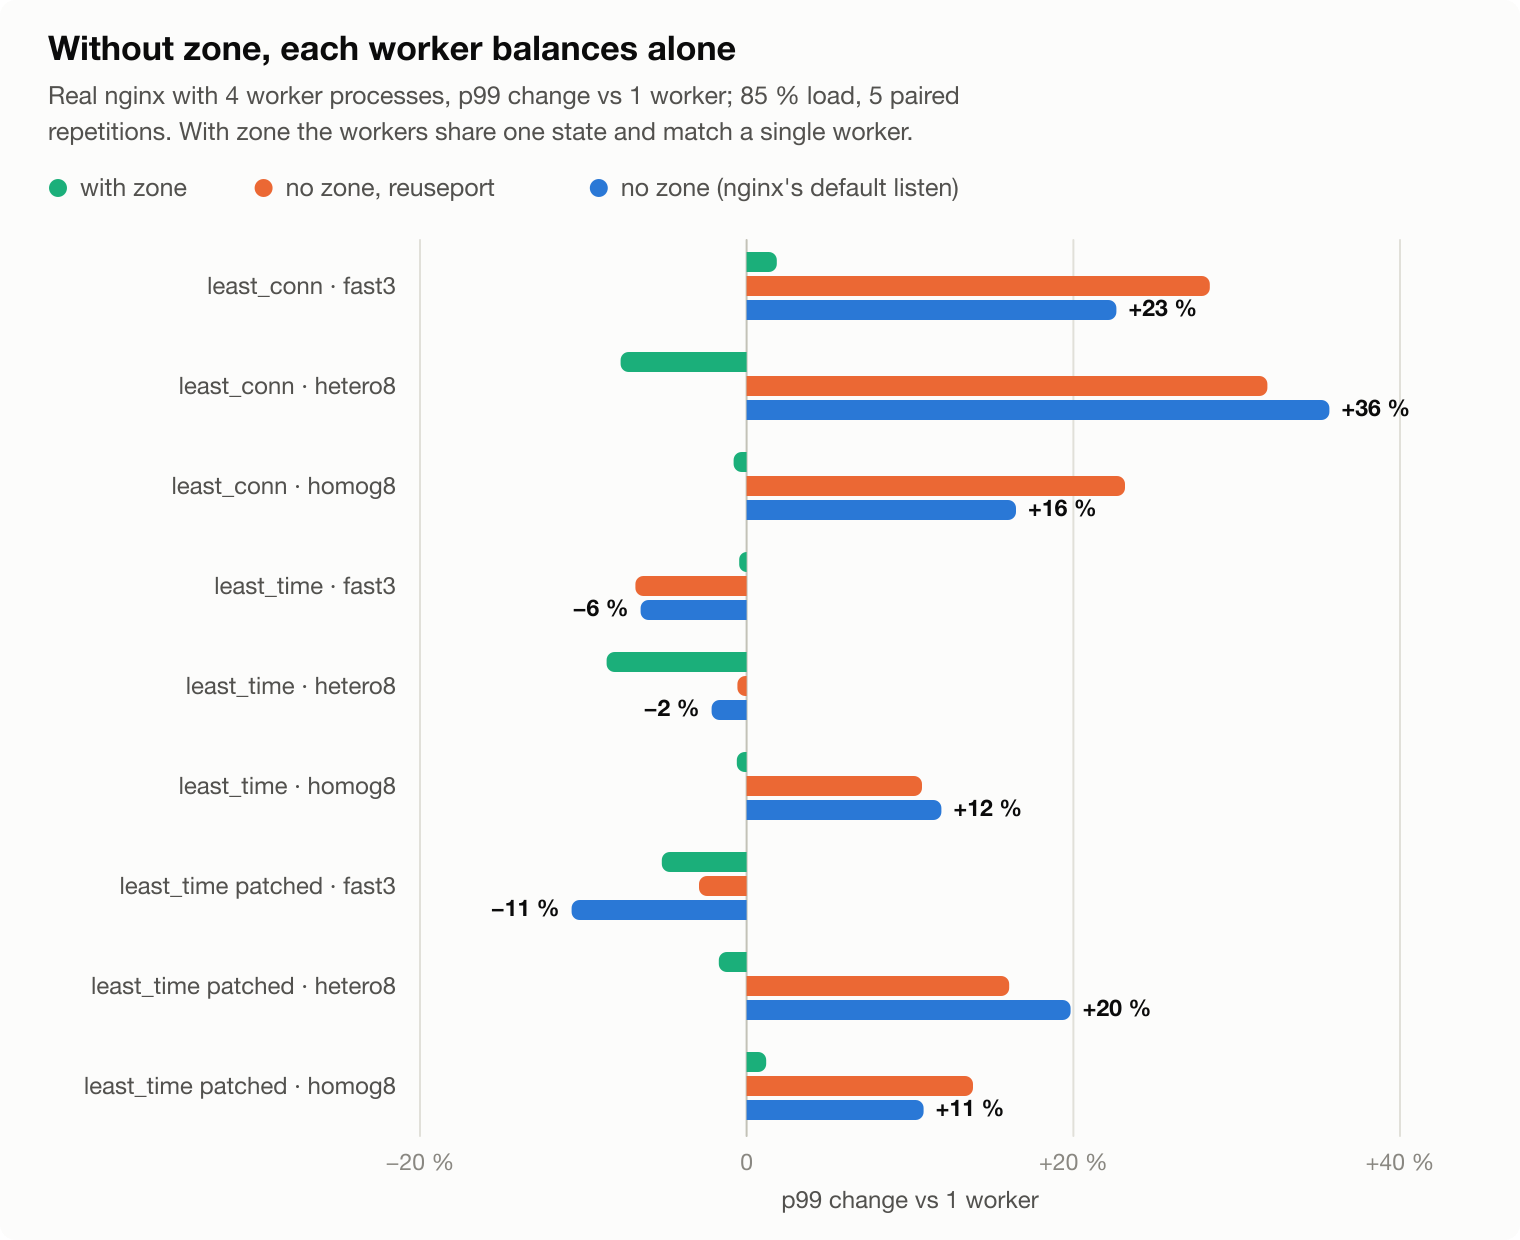 Without zone, each worker balances alone
Real nginx with 4 worker processes, p99 change vs 1 worker; 85 % load, 5 paired
repetitions. With zone the workers share one state and match a single worker.
with zone
no zone, reuseport
no zone (nginx's default listen)
least_conn · fast3
+23 %
least_conn · hetero8
+36 %
least_conn · homog8
+16 %
least_time · fast3
−6 %
least_time · hetero8
−2 %
least_time · homog8
+12 %
least_time patched · fast3
−11 %
least_time patched · hetero8
+20 %
least_time patched · homog8
+11 %
−20 %
0
+20 %
+40 %
p99 change vs 1 worker